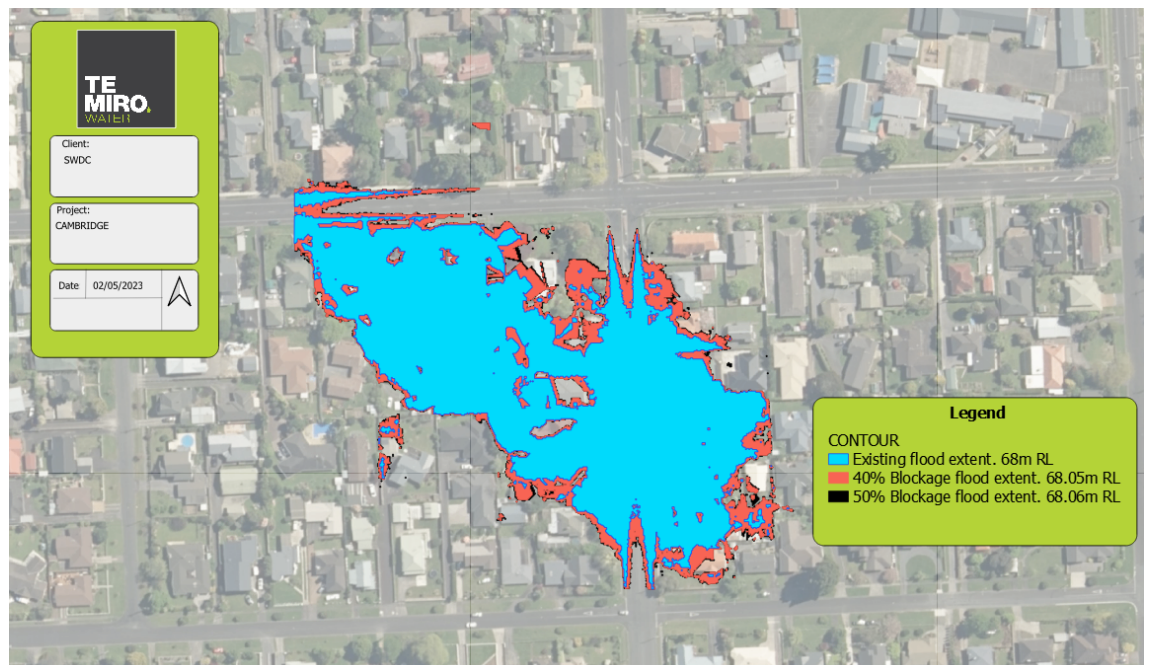 TE
MIRO.
WATER
Client:
SWDC
Project:
CAMBRIDGE
Date 02/05/2023
Legend
CONTOUR
Existing flood extent. 68m RL
40% Blockage flood extent. 68.05m RL
50% Blockage flood extent. 68.06m RL